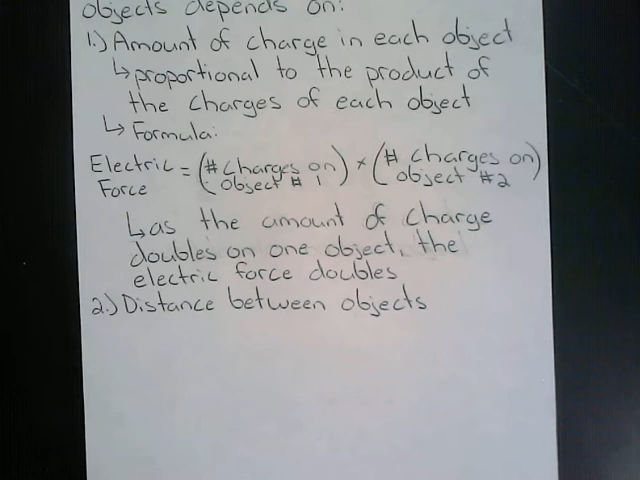 objects depends on:
1.) Amount of charge in each object
↳ proportional to the product of
the charges of each object
↳ Formula:
Electric Force = (# charges on object # 1) × (# charges on object #2)
↳ as the amount of charge
doubles on one object, the
electric force doubles
2.) Distance between objects